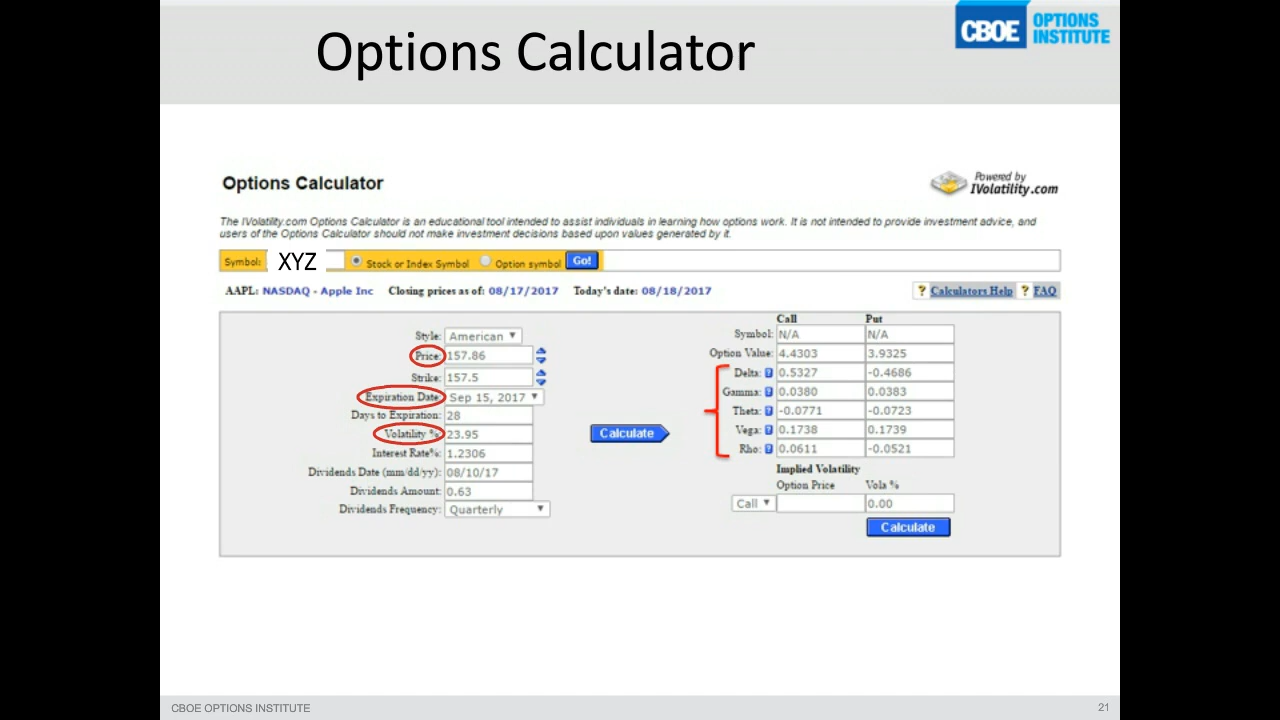 Options Calculator
CBOE OPTIONS INSTITUTE
Options Calculator
Powered by
IVolatility.com
The IVolatility.com Options Calculator is an educational tool intended to assist individuals in learning how options work. It is not intended to provide investment advice, and
users of the Options Calculator should not make investment decisions based upon values generated by it.
Symbol: XYZ Stock or Index Symbol Option symbol Go!
AAPL: NASDAQ - Apple Inc Closing prices as of: 08/17/2017 Today's date: 08/18/2017 ? Calculators Help ? FAQ
Style: American
Price: 157.86
Strike: 157.5
Expiration Date: Sep 15, 2017
Days to Expiration: 28
Volatility %: 23.95
Interest Rate%: 1.2306
Dividends Date (mm/dd/yy): 08/10/17
Dividends Amount: 0.63
Dividends Frequency: Quarterly
Calculate
Call Put
Symbol: N/A N/A
Option Value: 4.4303 3.9325
Delta: ? 0.5327 -0.4686
Gamma: ? 0.0380 0.0383
Theta: ? -0.0771 -0.0723
Vega: ? 0.1738 0.1739
Rho: ? 0.0611 -0.0521
Implied Volatility
Option Price Vola %
Call 0.00
Calculate
CBOE OPTIONS INSTITUTE 21